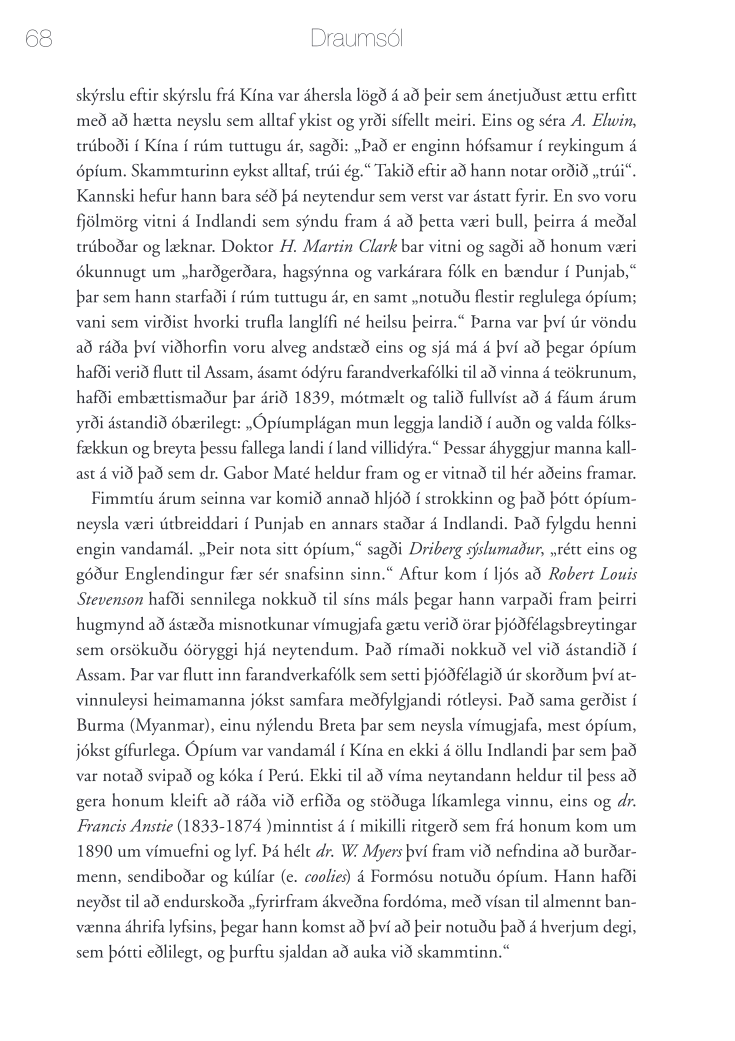 68
Draumsól
skýrslu eftir skýrslu frá Kína var áhersla lögð á að þeir sem ánetjuðust ættu erfitt
með að hætta neyslu sem alltaf ykist og yrði sífellt meiri. Eins og séra A. Elwin,
trúboði í Kína í rúm tuttugu ár, sagði: „Það er enginn hófsamur í reykingum á
ópíum. Skammturinn eykst alltaf, trúi ég.“ Takið eftir að hann notar orðið „trúi“.
Kannski hefur hann bara séð þá neytendur sem verst var ástatt fyrir. En svo voru
fjölmörg vitni á Indlandi sem sýndu fram á að þetta væri bull, þeirra á meðal
trúboðar og læknar. Doktor H. Martin Clark bar vitni og sagði að honum væri
ókunnugt um „harðgerðara, hagsýnna og varkárara fólk en bændur í Punjab,“
þar sem hann starfaði í rúm tuttugu ár, en samt „notuðu flestir reglulega ópíum;
vani sem virðist hvorki trufla langlífi né heilsu þeirra.“ Þarna var því úr vöndu
að ráða því viðhorfin voru alveg andstæð eins og sjá má á því að þegar ópíum
hafði verið flutt til Assam, ásamt ódýru farandverkafólki til að vinna á teökrunum,
hafði embættismaður þar árið 1839, mótmælt og talið fullvíst að á fáum árum
yrði ástandið óbærilegt: „Ópíumplágan mun leggja landið í auðn og valda fólks-
fækkun og breyta þessu fallega landi í land villidýra.“ Þessar áhyggjur manna kall-
ast á við það sem dr. Gabor Maté heldur fram og er vitnað til hér aðeins framar.
Fimmtíu árum seinna var komið annað hljóð í strokkinn og það þótt ópíum-
neysla væri útbreiddari í Punjab en annars staðar á Indlandi. Það fylgdu henni
engin vandamál. „Þeir nota sitt ópíum,“ sagði Driberg sýslumaður, „rétt eins og
góður Englendingur fær sér snafsinn sinn.“ Aftur kom í ljós að Robert Louis
Stevenson hafði sennilega nokkuð til síns máls þegar hann varpaði fram þeirri
hugmynd að ástæða misnotkunar vímugjafa gætu verið örar þjóðfélagsbreytingar
sem orsökuðu óöryggi hjá neytendum. Það rímaði nokkuð vel við ástandið í
Assam. Þar var flutt inn farandverkafólk sem setti þjóðfélagið úr skorðum því at-
vinnuleysi heimamanna jókst samfara meðfylgjandi rótleysi. Það sama gerðist í
Burma (Myanmar), einu nýlendu Breta þar sem neysla vímugjafa, mest ópíum,
jókst gífurlega. Ópíum var vandamál í Kína en ekki á öllu Indlandi þar sem það
var notað svipað og kóka í Perú. Ekki til að víma neytandann heldur til þess að
gera honum kleift að ráða við erfiða og stöðuga líkamlega vinnu, eins og dr.
Francis Anstie (1833-1874 )minntist á í mikilli ritgerð sem frá honum kom um
1890 um vímuefni og lyf. Þá hélt dr. W. Myers því fram við nefndina að burðar-
menn, sendiboðar og kúlíar (e. coolies) á Formósu notuðu ópíum. Hann hafði
neyðst til að endurskoða „fyrirfram ákveðna fordóma, með vísan til almennt ban-
vænna áhrifa lyfsins, þegar hann komst að því að þeir notuðu það á hverjum degi,
sem þótti eðlilegt, og þurftu sjaldan að auka við skammtinn.“